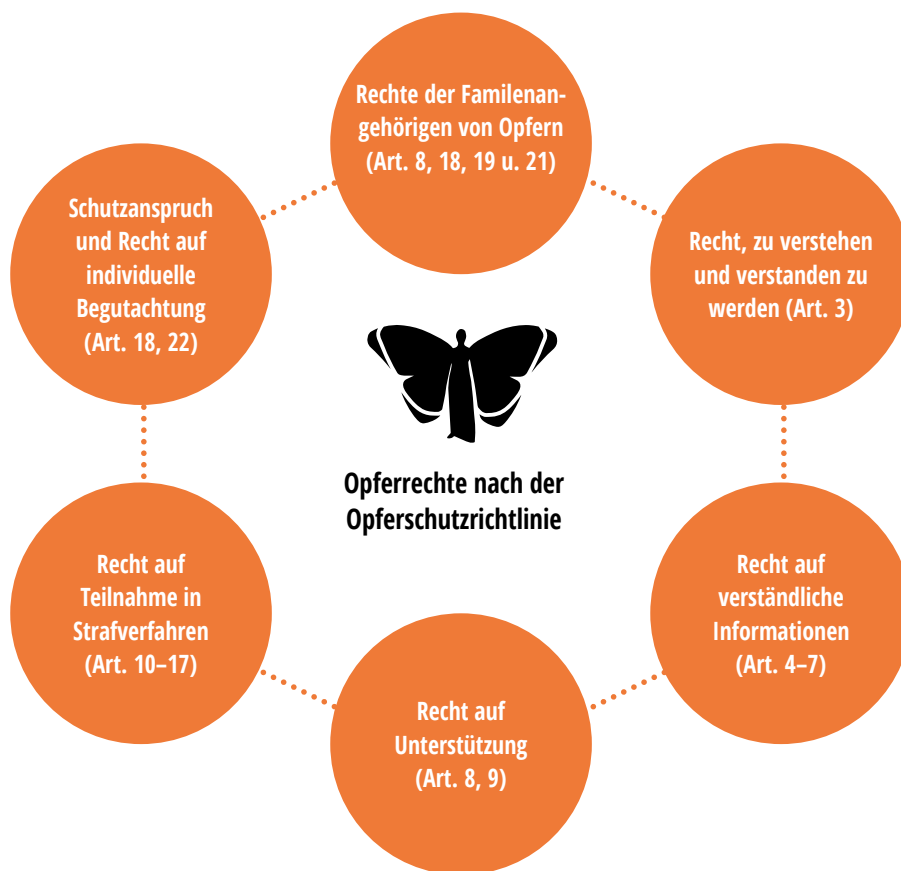 Rechte der Familenan-
gehörigen von Opfern
(Art. 8, 18, 19 u. 21)
Schutzanspruch
und Recht auf
individuelle
Begutachtung
(Art. 18, 22)
Recht, zu verstehen
und verstanden zu
werden (Art. 3)
Opferrechte nach der
Opferschutzrichtlinie
Recht auf
Teilnahme in
Strafverfahren
(Art. 10–17)
Recht auf
verständliche
Informationen
(Art. 4–7)
Recht auf
Unterstützung
(Art. 8, 9)